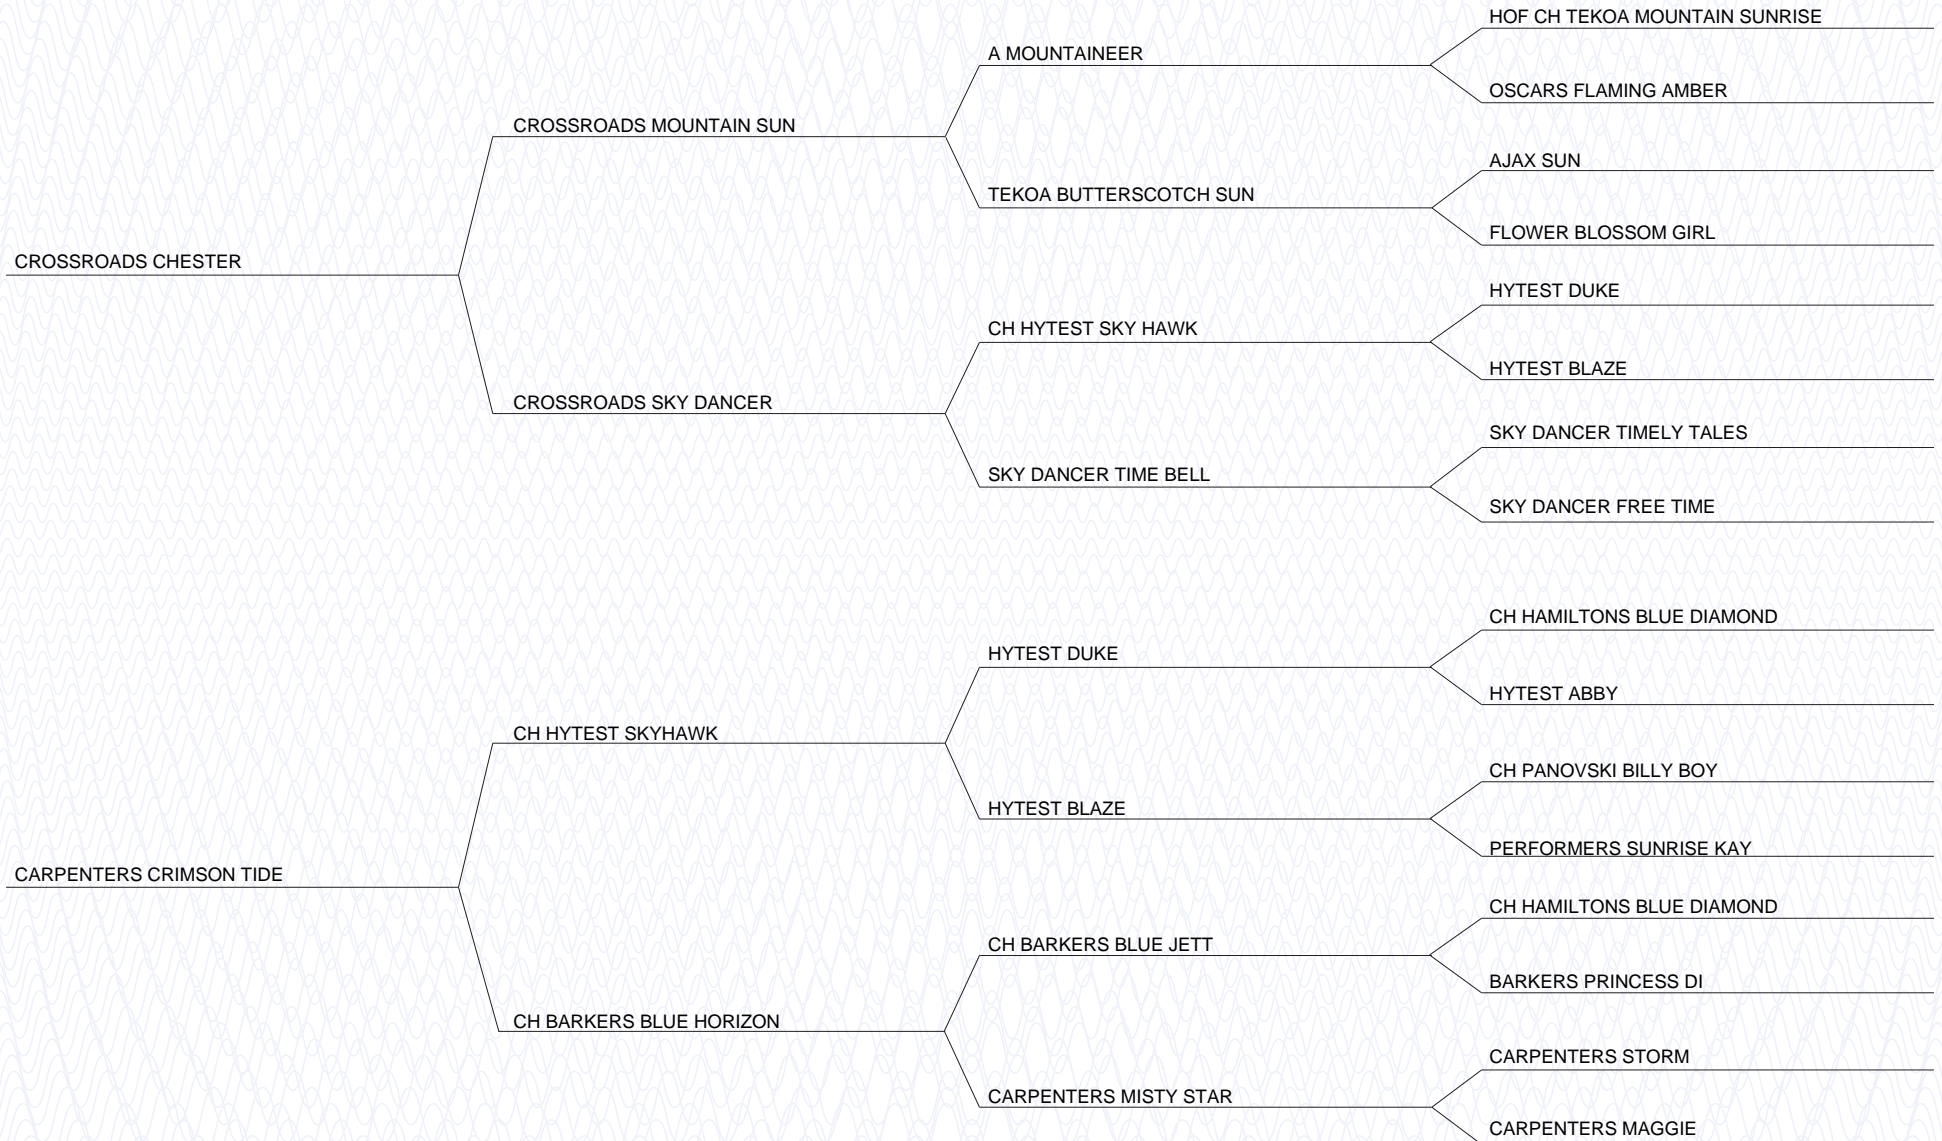 HOF CH TEKOA MOUNTAIN SUNRISE
A MOUNTAINEER
OSCARS FLAMING AMBER
CROSSROADS MOUNTAIN SUN
AJAX SUN
TEKOA BUTTERSCOTCH SUN
FLOWER BLOSSOM GIRL
CROSSROADS CHESTER
HYTEST DUKE
CH HYTEST SKY HAWK
HYTEST BLAZE
CROSSROADS SKY DANCER
SKY DANCER TIMELY TALES
SKY DANCER TIME BELL
SKY DANCER FREE TIME
CH HAMILTONS BLUE DIAMOND
HYTEST DUKE
HYTEST ABBY
CH HYTEST SKYHAWK
CH PANOVSKI BILLY BOY
HYTEST BLAZE
PERFORMERS SUNRISE KAY
CARPENTERS CRIMSON TIDE
CH HAMILTONS BLUE DIAMOND
CH BARKERS BLUE JETT
BARKERS PRINCESS DI
CH BARKERS BLUE HORIZON
CARPENTERS STORM
CARPENTERS MISTY STAR
CARPENTERS MAGGIE